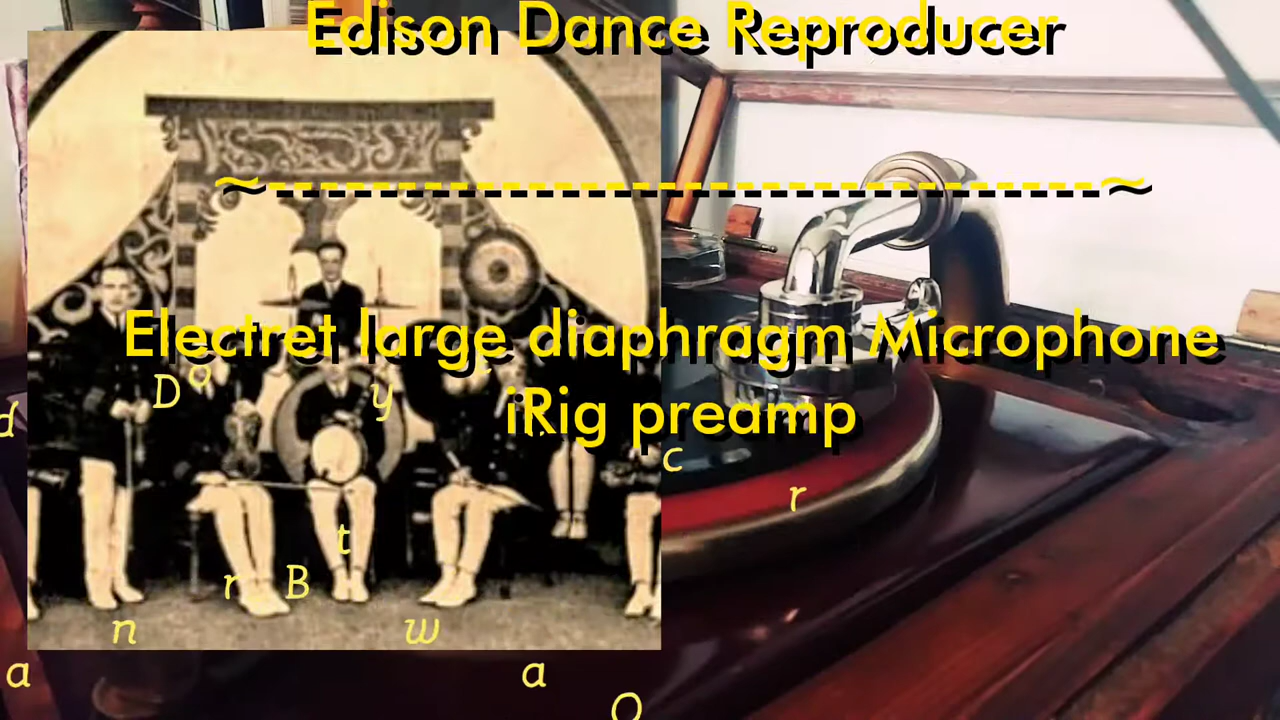 Edison Dance Reproducer
~--------------------------------~
Electret large diaphragm Microphone
iRig preamp
d
D
o
y
c
r
t
r
B
n
w
a
a
O